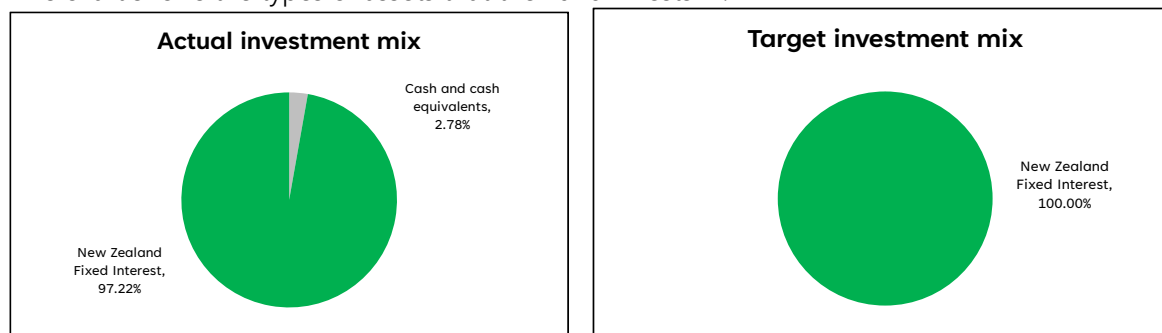 Actual investment mix
Cash and cash
equivalents,
2.78%
New Zealand
Fixed Interest,
97.22%
Target investment mix
New Zealand
Fixed Interest,
100.00%